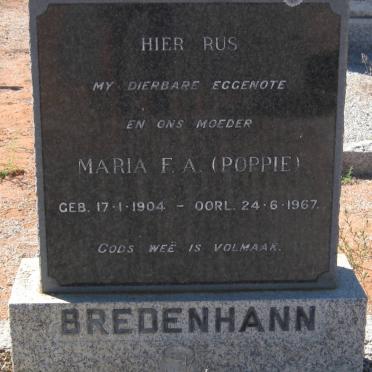 HIER RUS
MY DIERBARE EGGENOTE
EN ONS MOEDER
MARIA F. A. (POPPIE)
GEB. 17·1·1904 – OORL. 24·6·1967.
GODS WEË IS VOLMAAK.
BREDENHANN